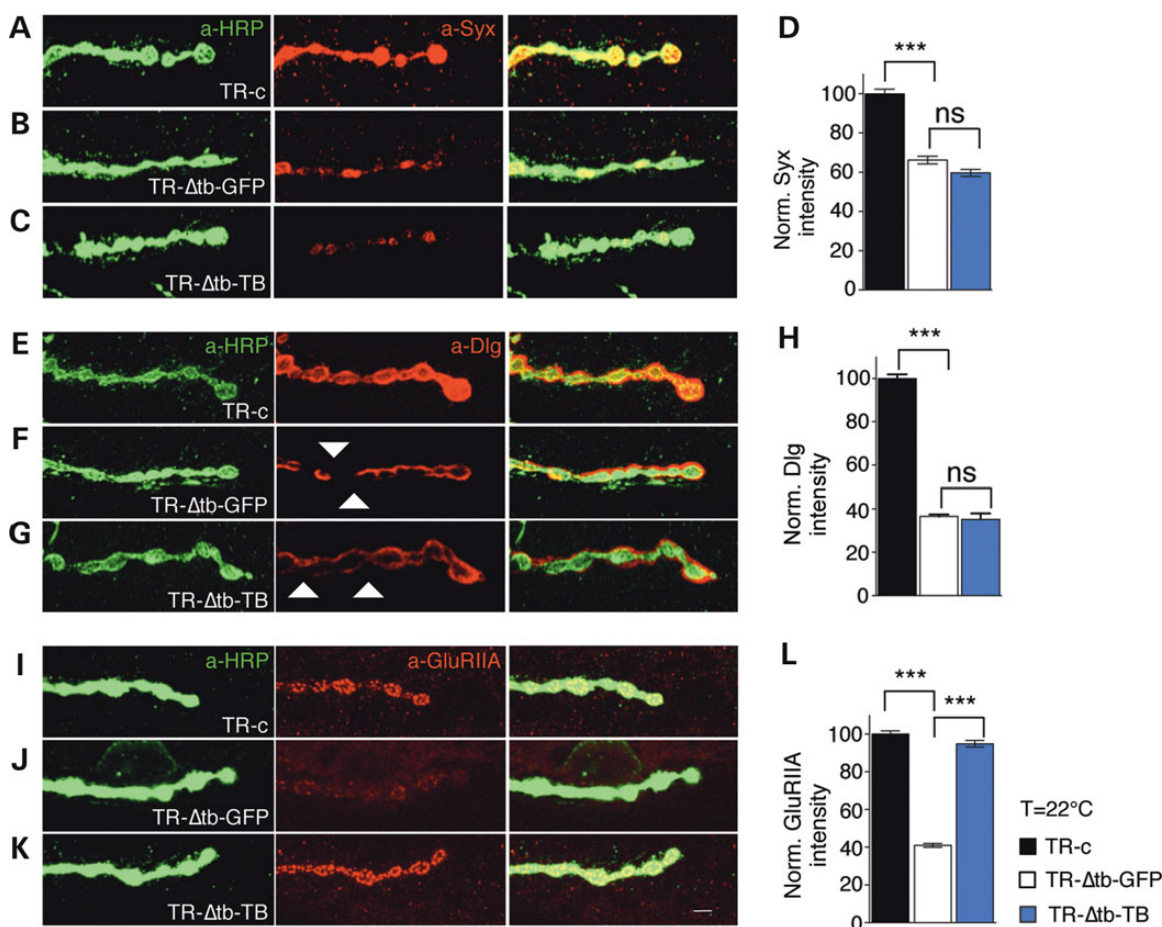 A
a-HRP
a-Syx
TR-c
B
TR-Δtb-GFP
C
TR-Δtb-TB
D
***
ns
Norm. Syx
intensity
100
80
60
40
20
0
E
a-HRP
a-Dlg
TR-c
F
TR-Δtb-GFP
G
TR-Δtb-TB
H
***
ns
Norm. Dlg
intensity
100
80
60
40
20
0
I
a-HRP
a-GluRIIA
TR-c
J
TR-Δtb-GFP
K
TR-Δtb-TB
L
***
***
Norm. GluRIIA
intensity
100
80
60
40
20
0
T=22°C
TR-c
TR-Δtb-GFP
TR-Δtb-TB